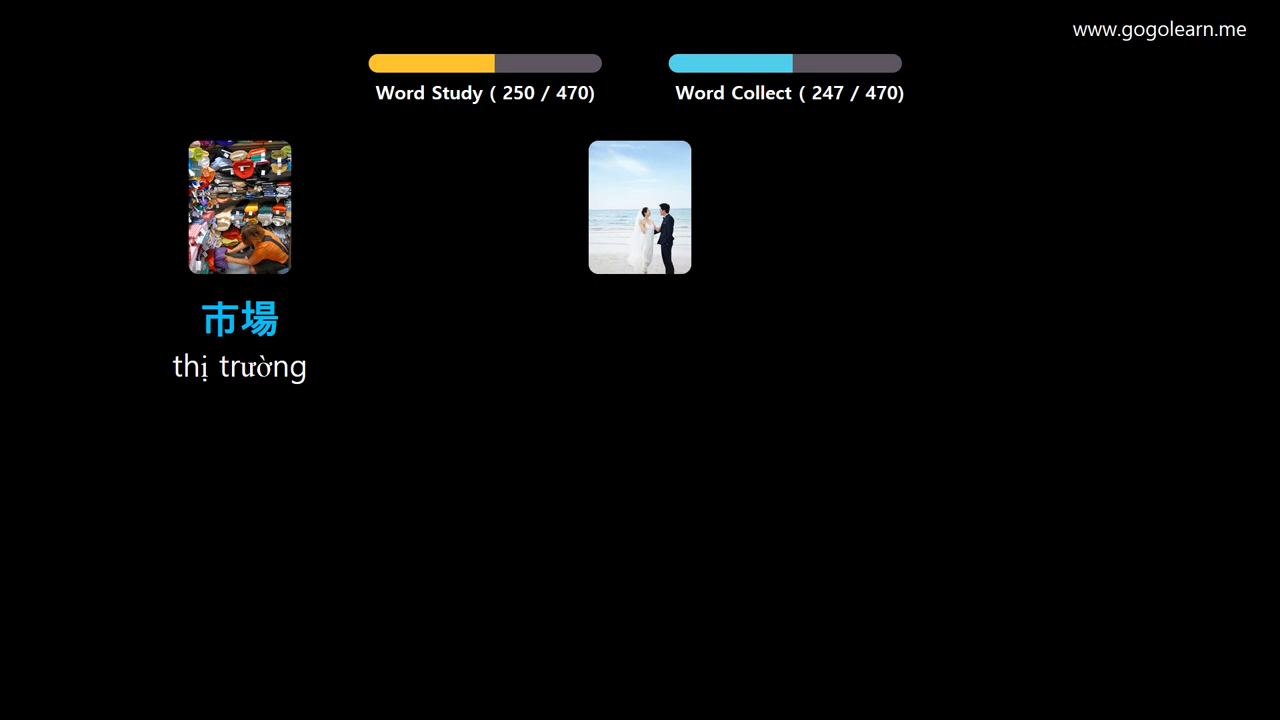 www.gogolearn.me
Word Study ( 250 / 470)
Word Collect ( 247 / 470)
市場
thị trường